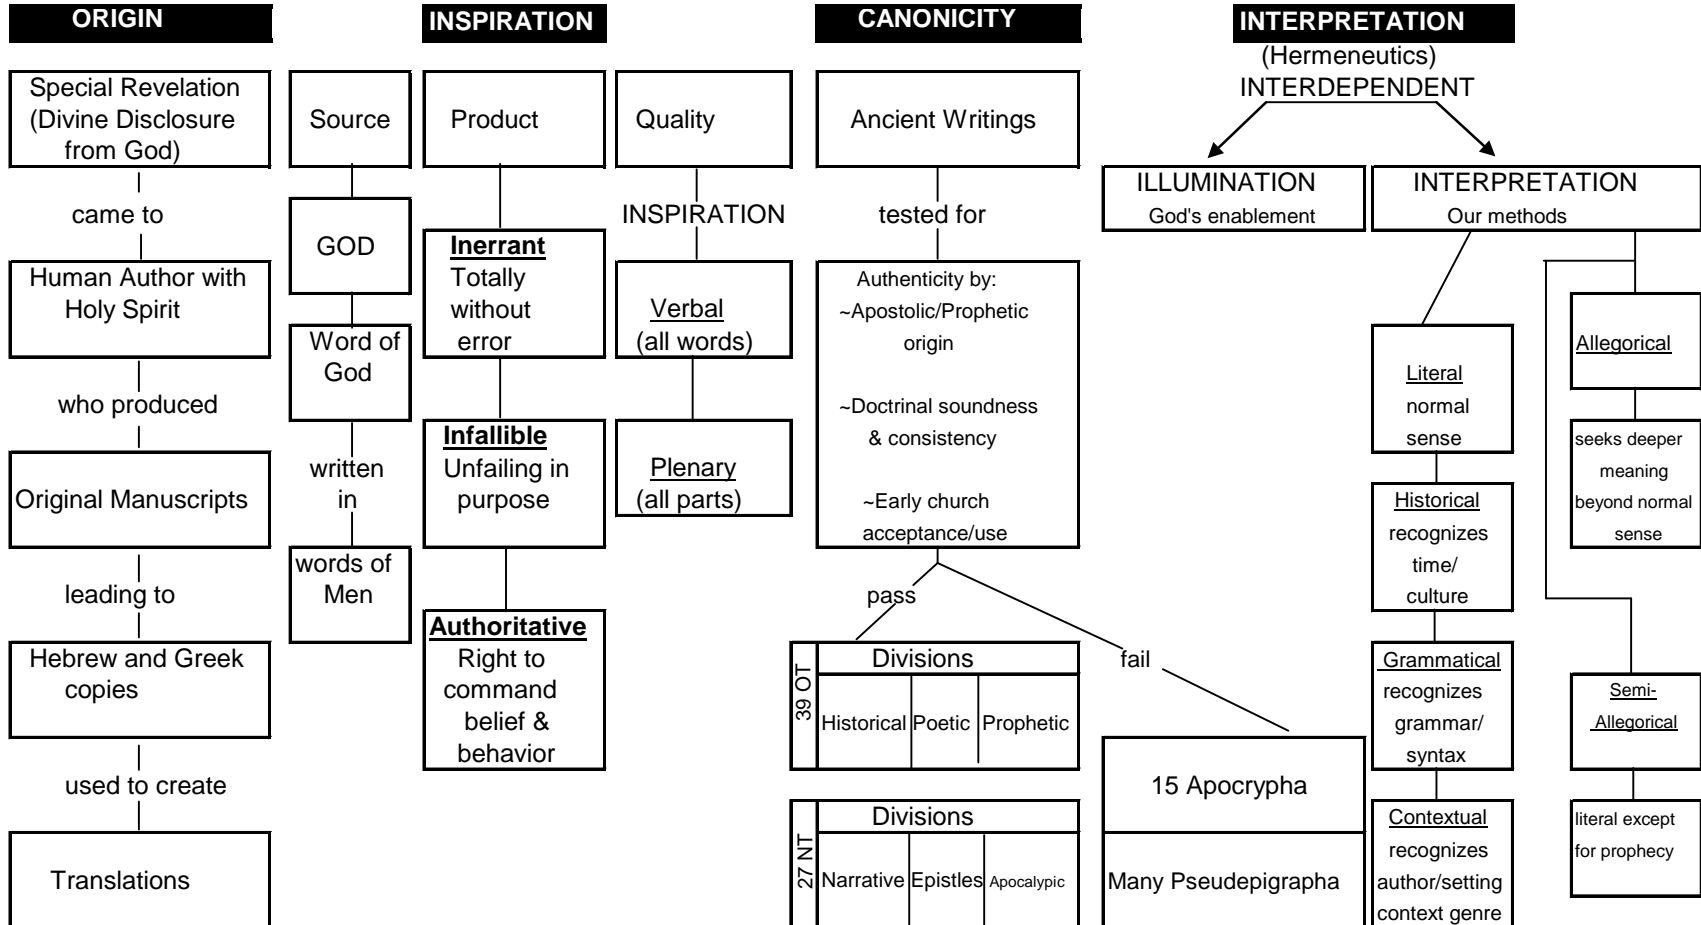 ORIGIN
Special Revelation
(Divine Disclosure
from God)
came to
Human Author with
Holy Spirit
who produced
Original Manuscripts
leading to
Hebrew and Greek
copies
used to create
Translations
INSPIRATION
Source
GOD
Word of
God
written
in
words of
Men
Product
Inerrant
Totally
without
error
Infallible
Unfailing in
purpose
Authoritative
Right to
command
belief &
behavior
Quality
INSPIRATION
Verbal
(all words)
Plenary
(all parts)
CANONICITY
Ancient Writings
tested for
Authenticity by:
~Apostolic/Prophetic
origin
~Doctrinal soundness
& consistency
~Early church
acceptance/use
pass
fail
39 OT
Divisions
Historical Poetic Prophetic
27 NT
Divisions
Narrative Epistles Apocalypic
15 Apocrypha
Many Pseudepigrapha
INTERPRETATION
(Hermeneutics)
INTERDEPENDENT
ILLUMINATION
God's enablement
INTERPRETATION
Our methods
Literal
normal
sense
Historical
recognizes
time/
culture
Grammatical
recognizes
grammar/
syntax
Contextual
recognizes
author/setting
context genre
Allegorical
seeks deeper
meaning
beyond normal
sense
Semi-
Allegorical
literal except
for prophecy